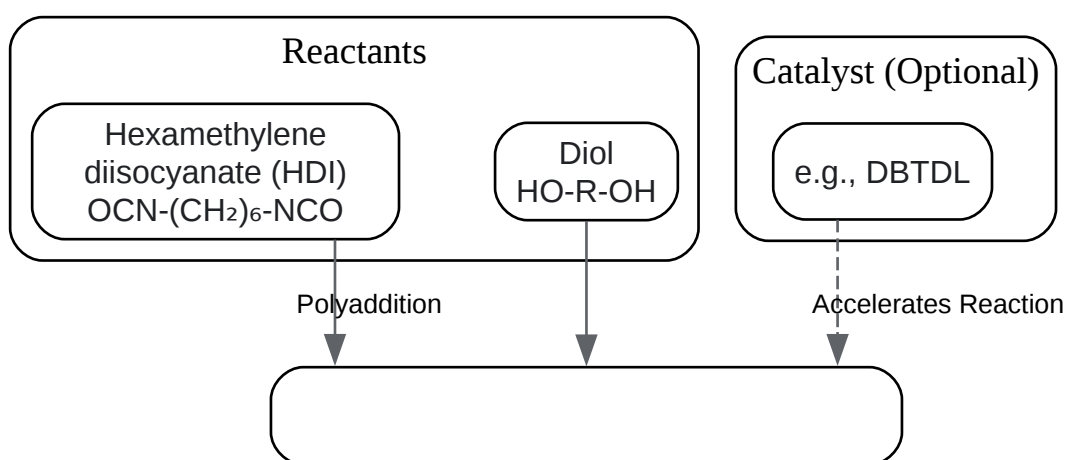 Reactants
Catalyst (Optional)
Hexamethylene
diisocyanate (HDI)
OCN-(CH₂)₆-NCO
Diol
HO-R-OH
e.g., DBTDL
Polyaddition
Accelerates Reaction